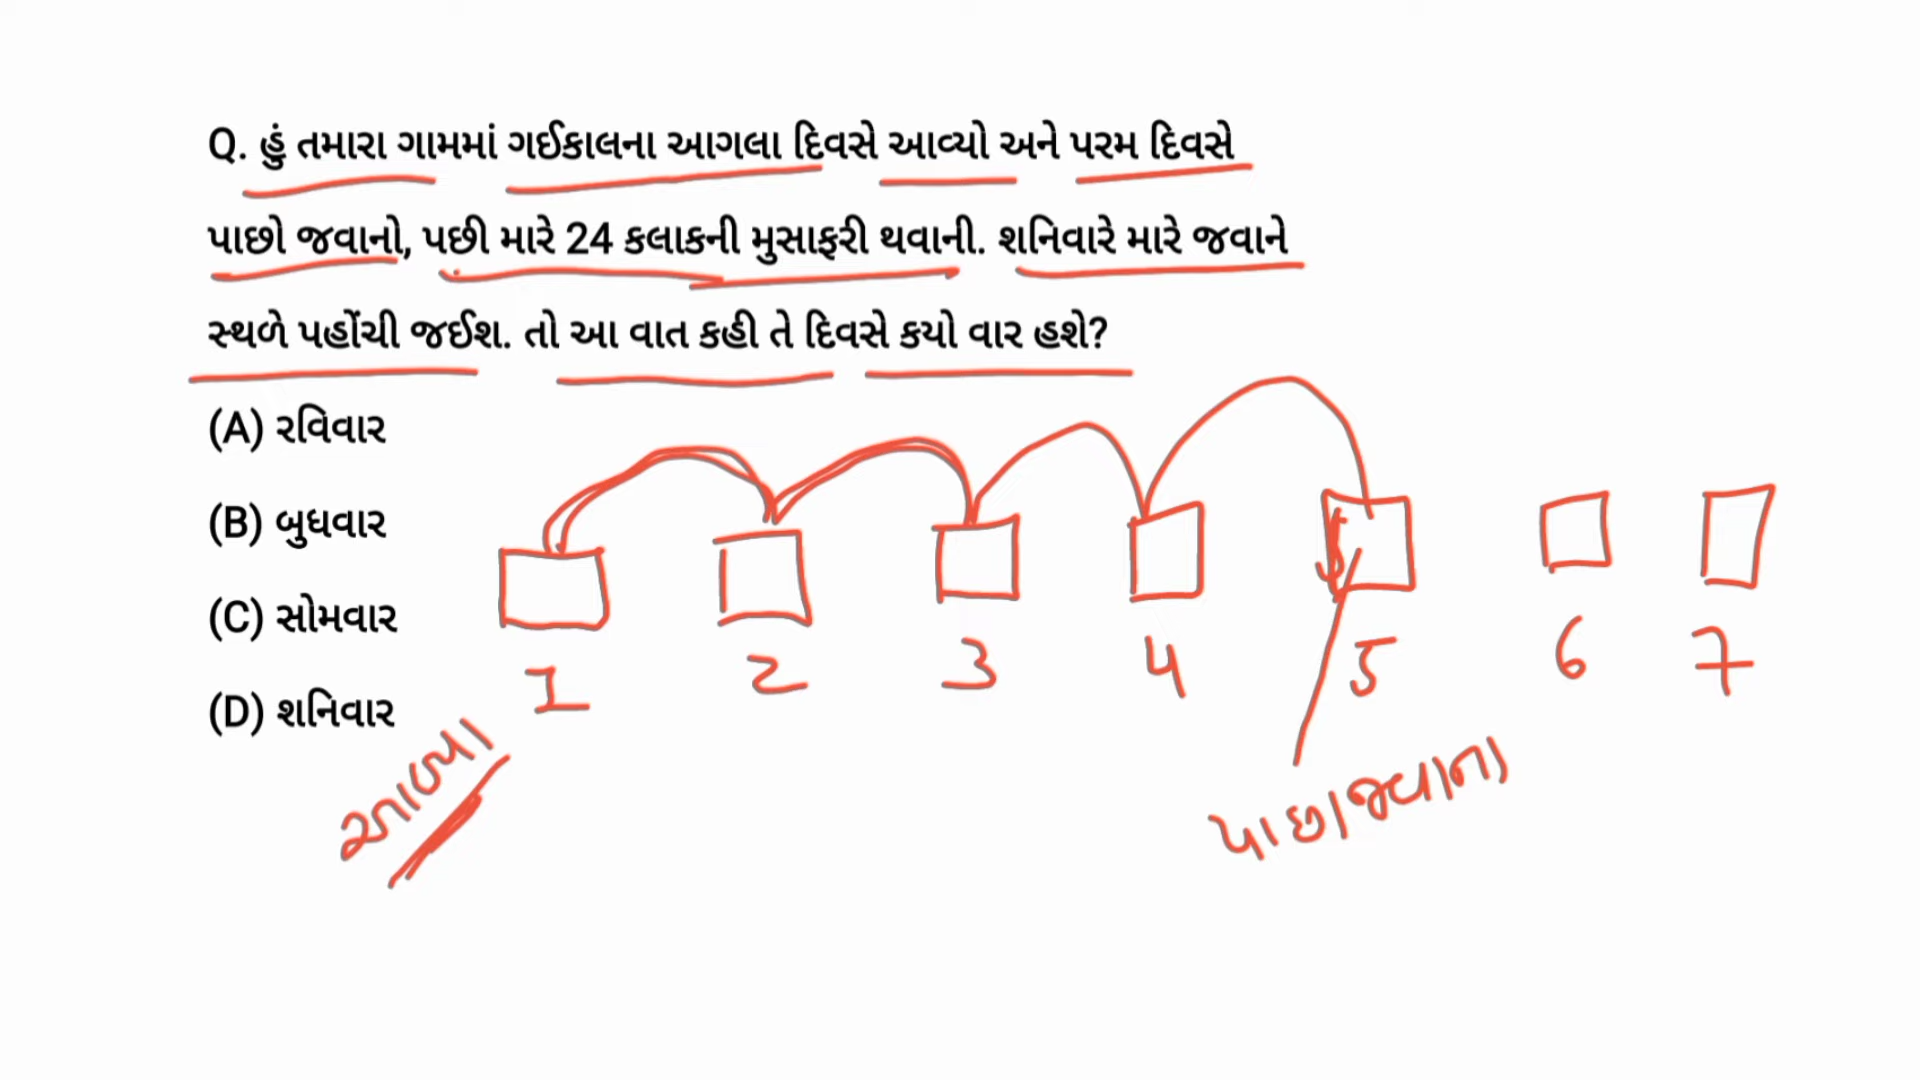 Q. હું તમારા ગામમાં ગઈકાલના આગલા દિવસે આવ્યો અને પરમ દિવસે
પાછો જવાનો, પછી મારે 24 કલાકની મુસાફરી થવાની. શનિવારે મારે જવાને
સ્થળે પહોંચી જઈશ. તો આ વાત કહી તે દિવસે કયો વાર હશે?
(A) રવિવાર
(B) બુધવાર
(C) સોમવાર
(D) શનિવાર
1 2 3 4 5 6 7
આવ્યા
પાછાજવાના